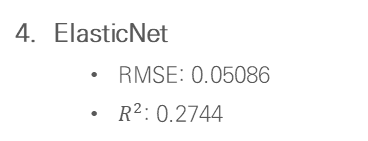 4. ElasticNet
• RMSE: 0.05086
• R²: 0.2744